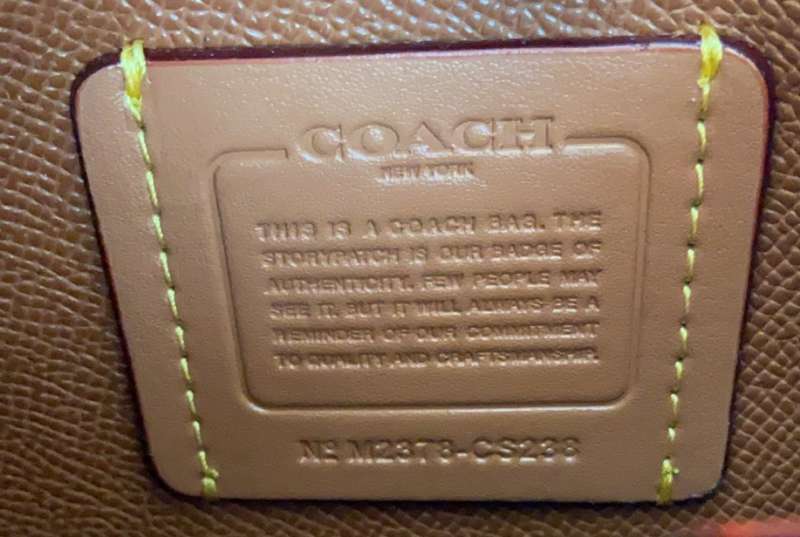 COACH
NEW YORK
THIS IS A COACH BAG. THE
STORYPATCH IS OUR BADGE OF
AUTHENTICITY. FEW PEOPLE MAY
SEE IT. BUT IT WILL ALWAYS BE A
REMINDER OF OUR COMMITMENT
TO QUALITY AND CRAFTSMANSHIP.
Nº M2378-CS238